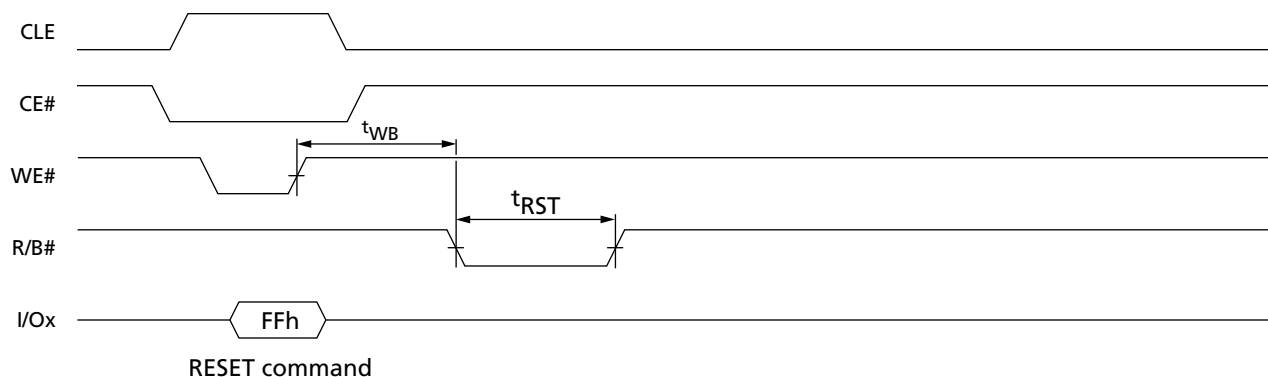 CLE
CE#
tWB
WE#
tRST
R/B#
I/Ox
FFh
RESET command